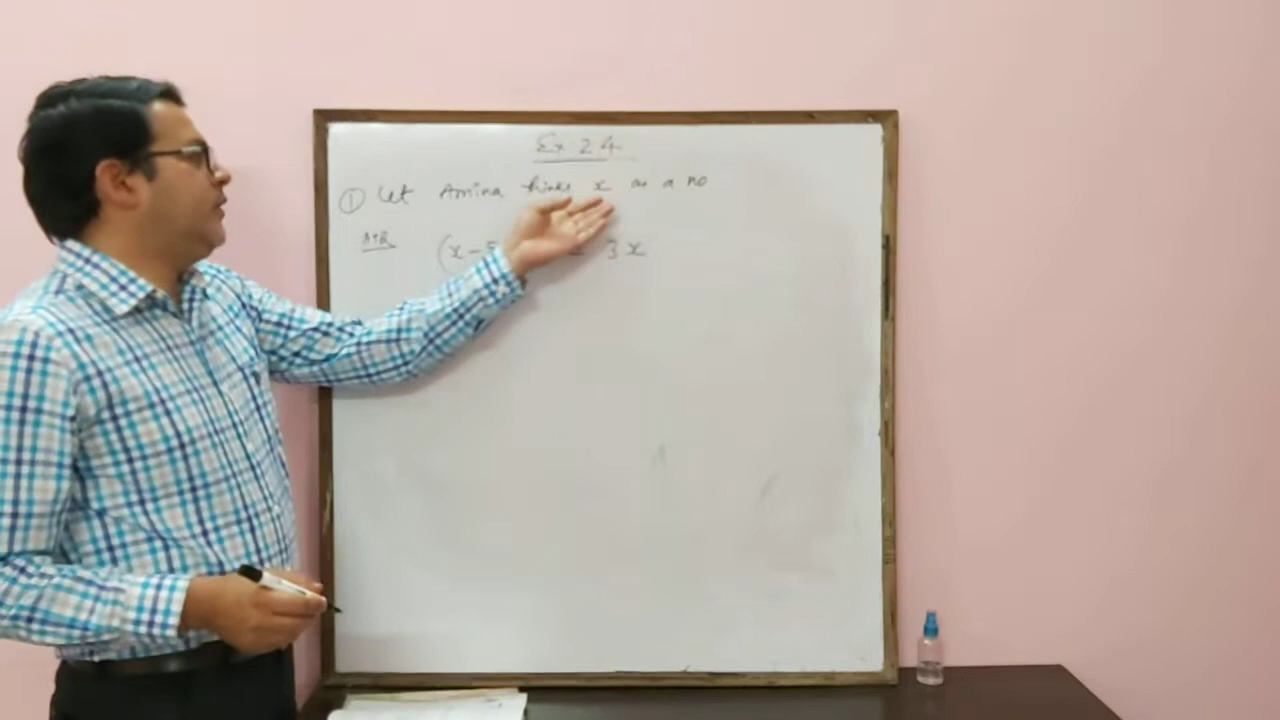 Ex 2.4
① Let Amina thinks x as a no
ATQ (x-5 = 3x